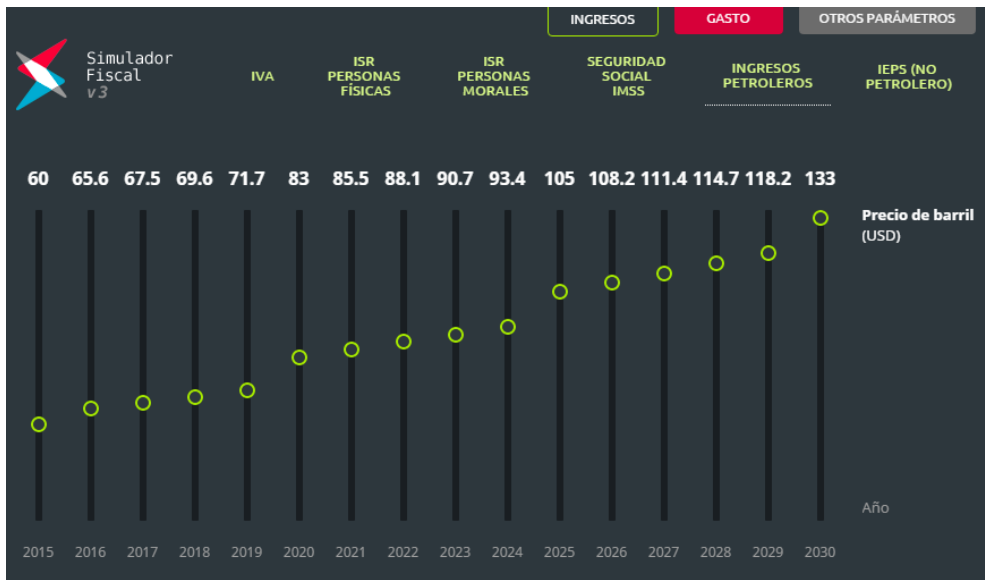 INGRESOS GASTO OTROS PARÁMETROS
Simulador
Fiscal
v3
IVA
ISR
PERSONAS
FÍSICAS
ISR
PERSONAS
MORALES
SEGURIDAD
SOCIAL
IMSS
INGRESOS
PETROLEROS
IEPS (NO
PETROLERO)
60 65.6 67.5 69.6 71.7 83 85.5 88.1 90.7 93.4 105 108.2 111.4 114.7 118.2 133
Precio de barril
(USD)
Año
2015 2016 2017 2018 2019 2020 2021 2022 2023 2024 2025 2026 2027 2028 2029 2030